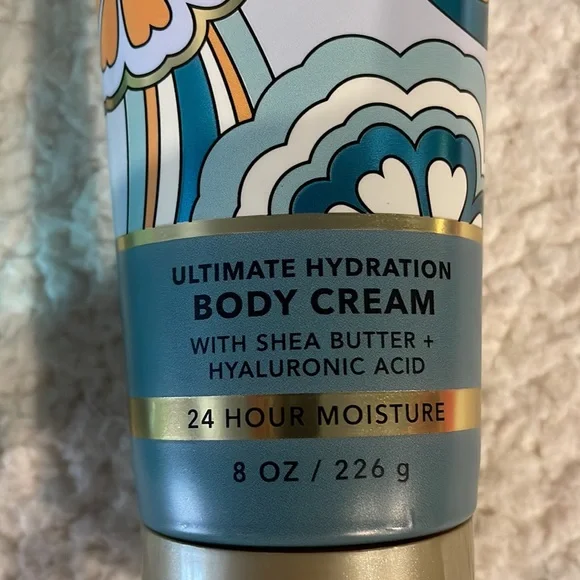 ULTIMATE HYDRATION
BODY CREAM
WITH SHEA BUTTER +
HYALURONIC ACID
24 HOUR MOISTURE
8 OZ / 226 g